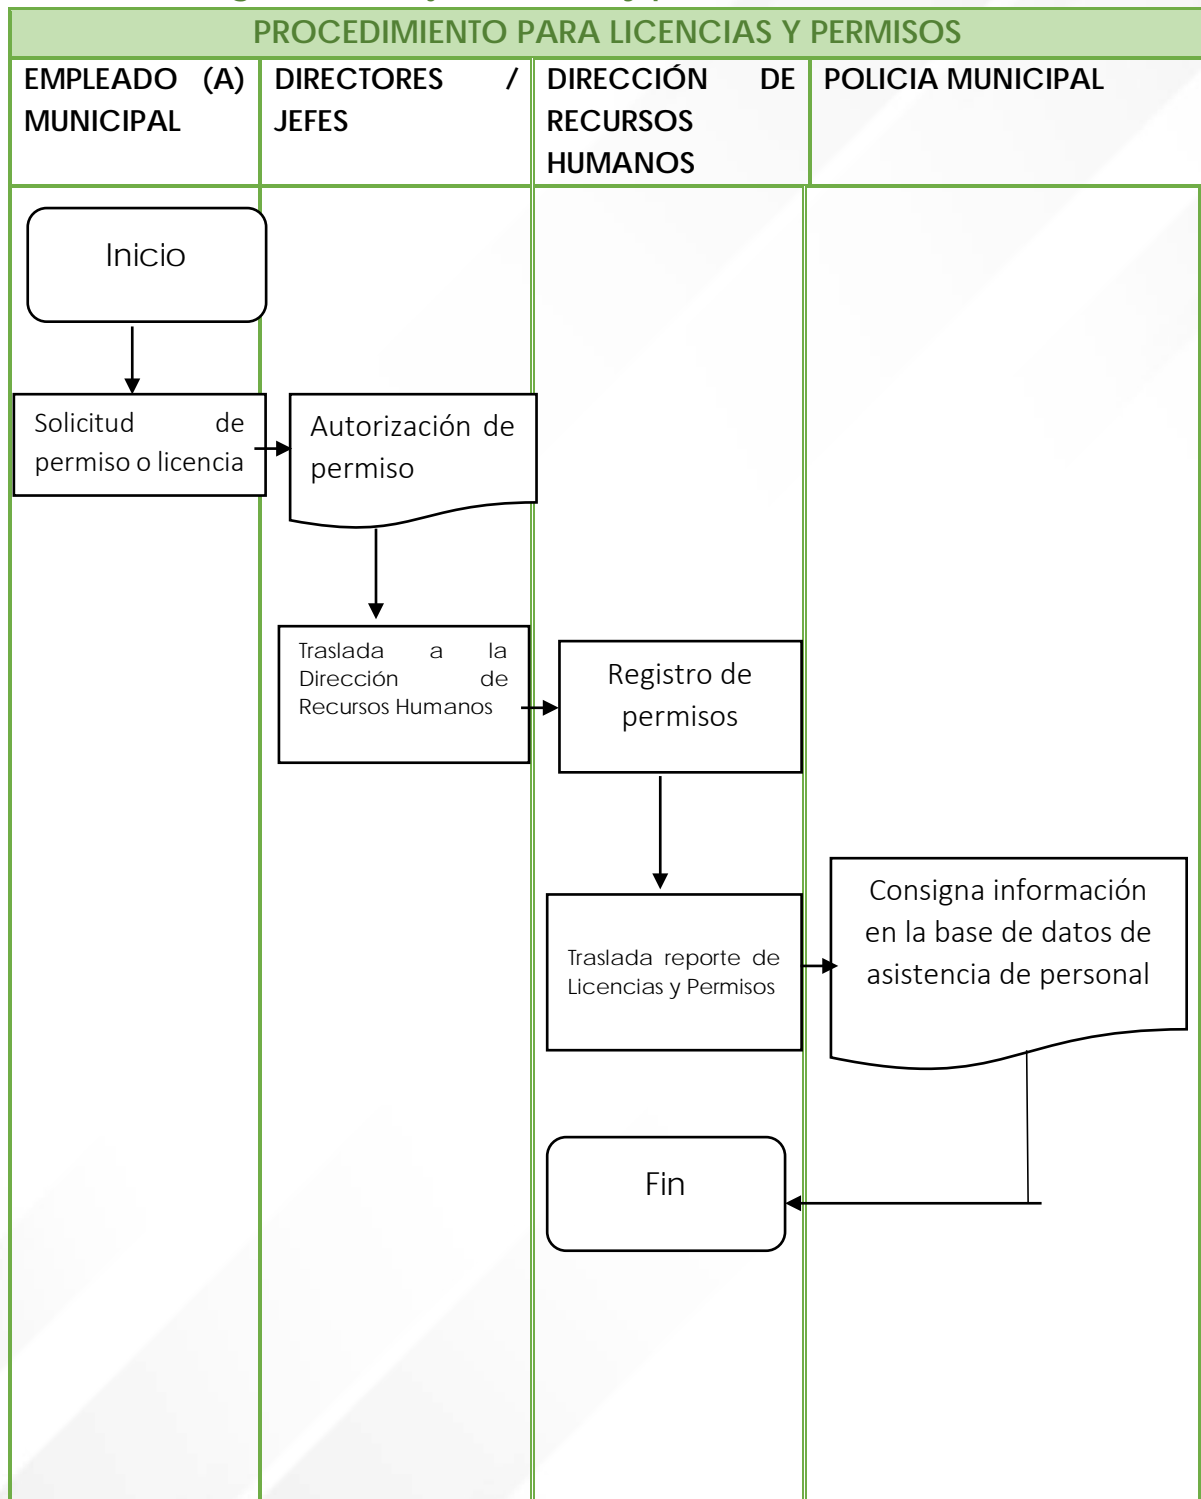 PROCEDIMIENTO PARA LICENCIAS Y PERMISOS
EMPLEADO (A)
MUNICIPAL
DIRECTORES /
JEFES
DIRECCIÓN DE
RECURSOS
HUMANOS
POLICIA MUNICIPAL
Inicio
Solicitud de
permiso o licencia
Autorización de
permiso
Traslada a la
Dirección de
Recursos Humanos
Registro de
permisos
Traslada reporte de
Licencias y Permisos
Consigna información
en la base de datos de
asistencia de personal
Fin